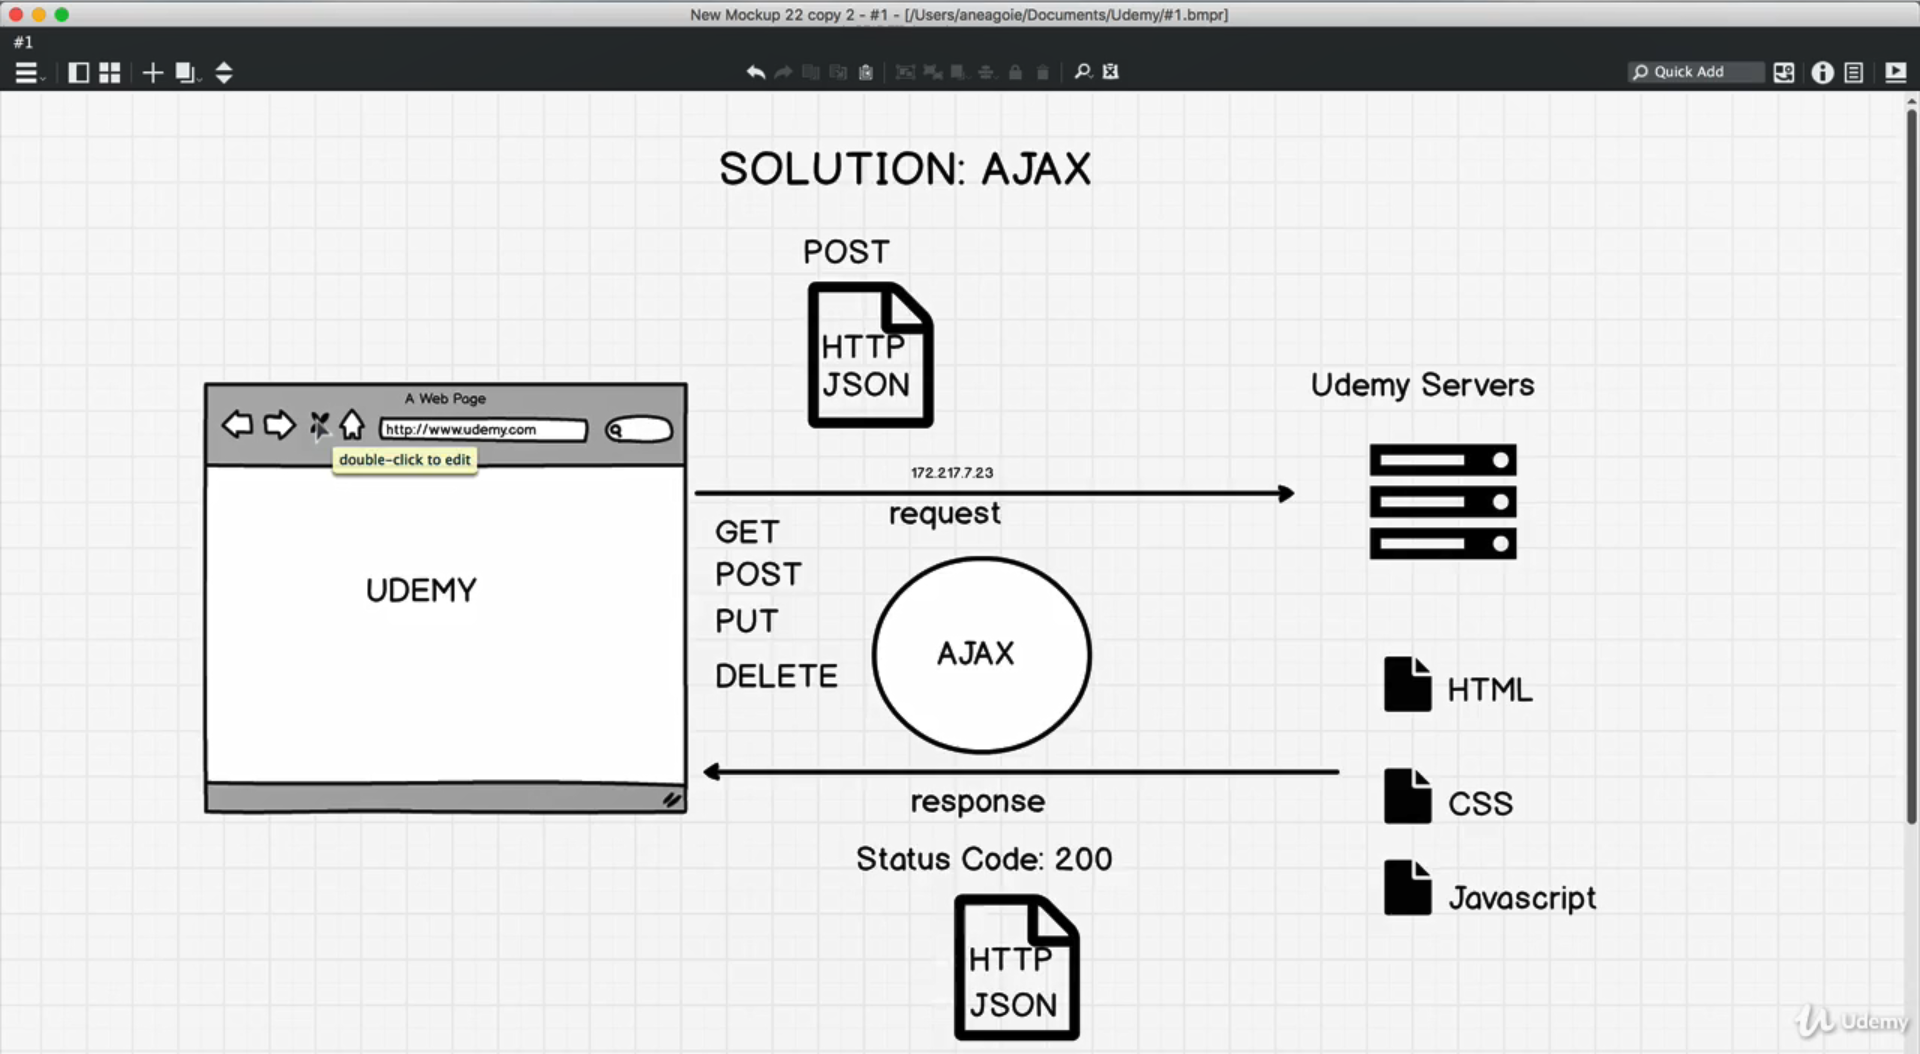 New Mockup 22 copy 2 - #1 - [/Users/aneagoie/Documents/Udemy/#1.bmpr]
#1
Quick Add
SOLUTION: AJAX
POST
HTTP
JSON
A Web Page
http://www.udemy.com
double-click to edit
UDEMY
172.217.7.23
request
GET
POST
PUT
DELETE
AJAX
response
Status Code: 200
HTTP
JSON
Udemy Servers
HTML
CSS
Javascript
Udemy